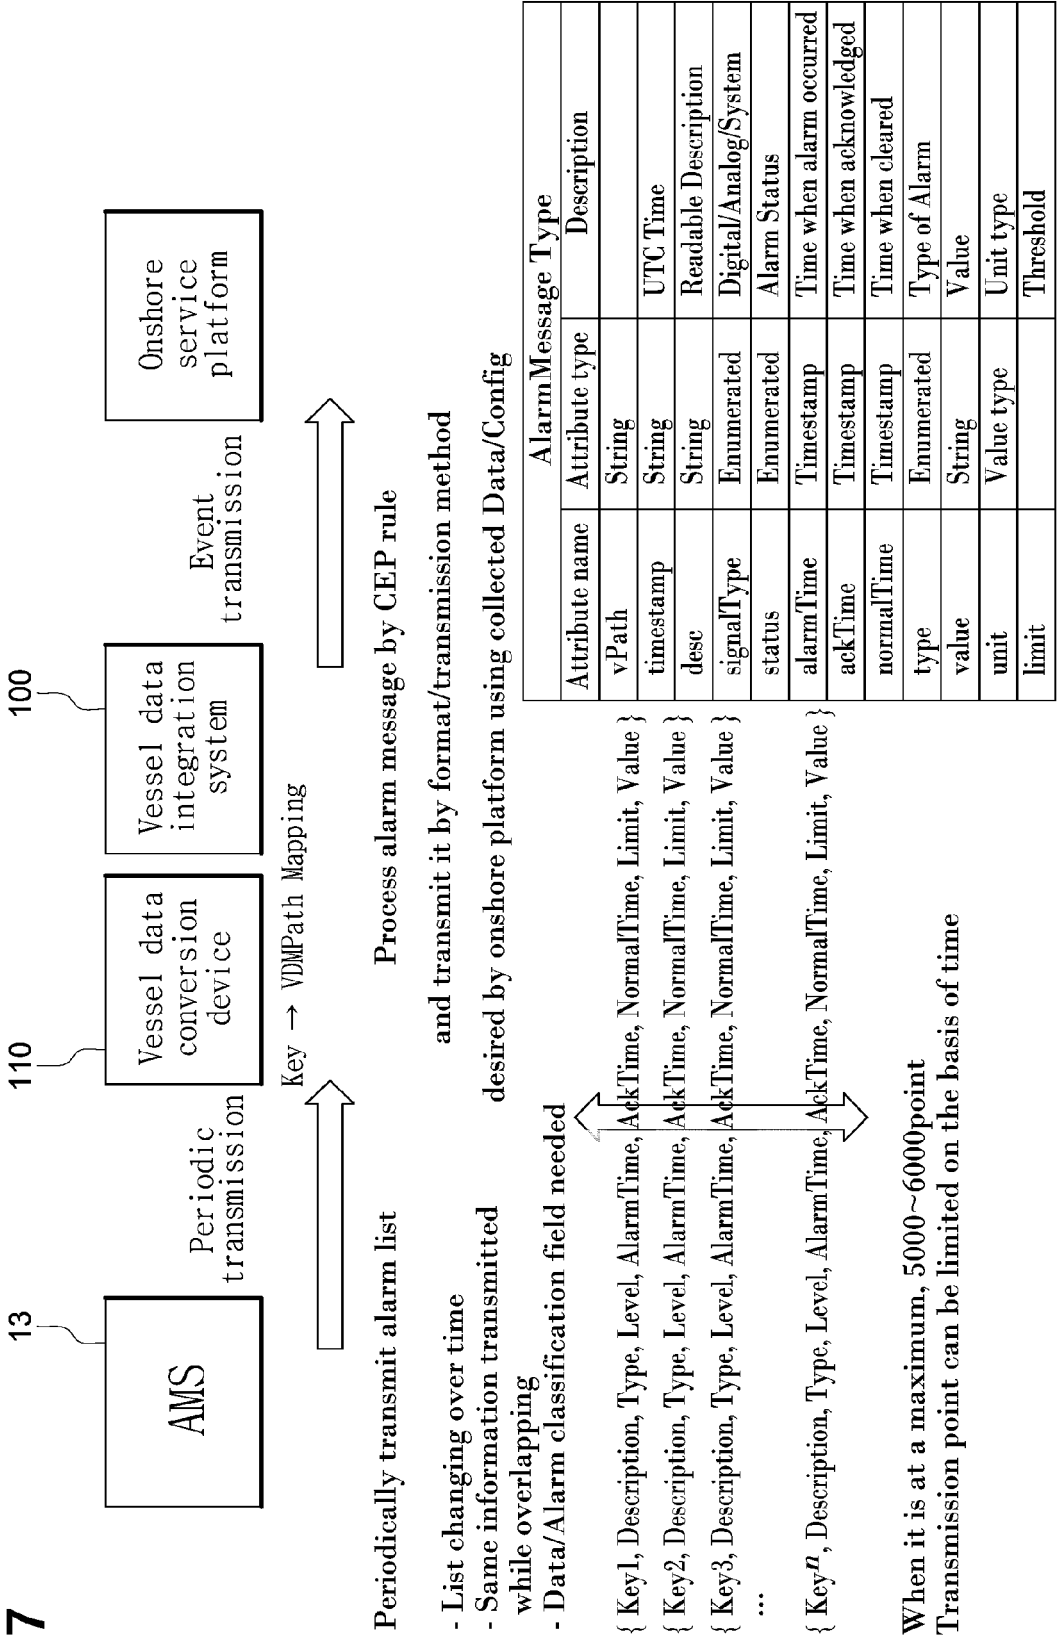 7
13
110
100
AMS
Periodic
transmission
Vessel data
conversion
device
Vessel data
integration
system
Event
transmission
Onshore
service
platform
Key → VDMPath Mapping
Periodically transmit alarm list
- List changing over time
- Same information transmitted
while overlapping
- Data/Alarm classification field needed
Process alarm message by CEP rule
and transmit it by format/transmission method
desired by onshore platform using collected Data/Config
{ Key1, Description, Type, Level, AlarmTime, AckTime, NormalTime, Limit, Value }
{ Key2, Description, Type, Level, AlarmTime, AckTime, NormalTime, Limit, Value }
{ Key3, Description, Type, Level, AlarmTime, AckTime, NormalTime, Limit, Value }
...
{ Keyn, Description, Type, Level, AlarmTime, AckTime, NormalTime, Limit, Value }
When it is at a maximum, 5000~6000point
Transmission point can be limited on the basis of time
AlarmMessage Type
Attribute name Attribute type Description
vPath String
timestamp String UTC Time
desc String Readable Description
signalType Enumerated Digital/Analog/System
status Enumerated Alarm Status
alarmTime Timestamp Time when alarm occurred
ackTime Timestamp Time when acknowledged
normalTime Timestamp Time when cleared
type Enumerated Type of Alarm
value String Value
unit Value type Unit type
limit Threshold